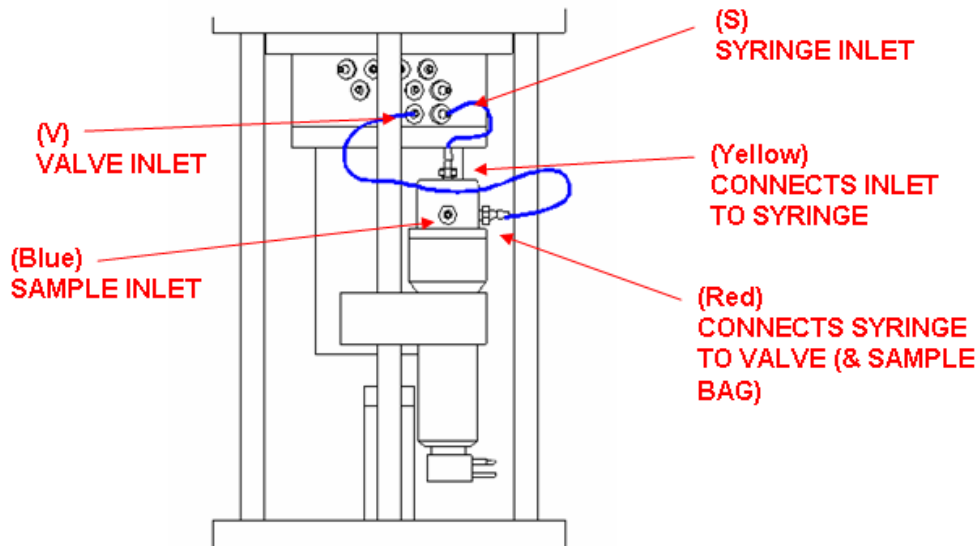 (S)
SYRINGE INLET
(V)
VALVE INLET
(Yellow)
CONNECTS INLET
TO SYRINGE
(Blue)
SAMPLE INLET
(Red)
CONNECTS SYRINGE
TO VALVE (& SAMPLE
BAG)